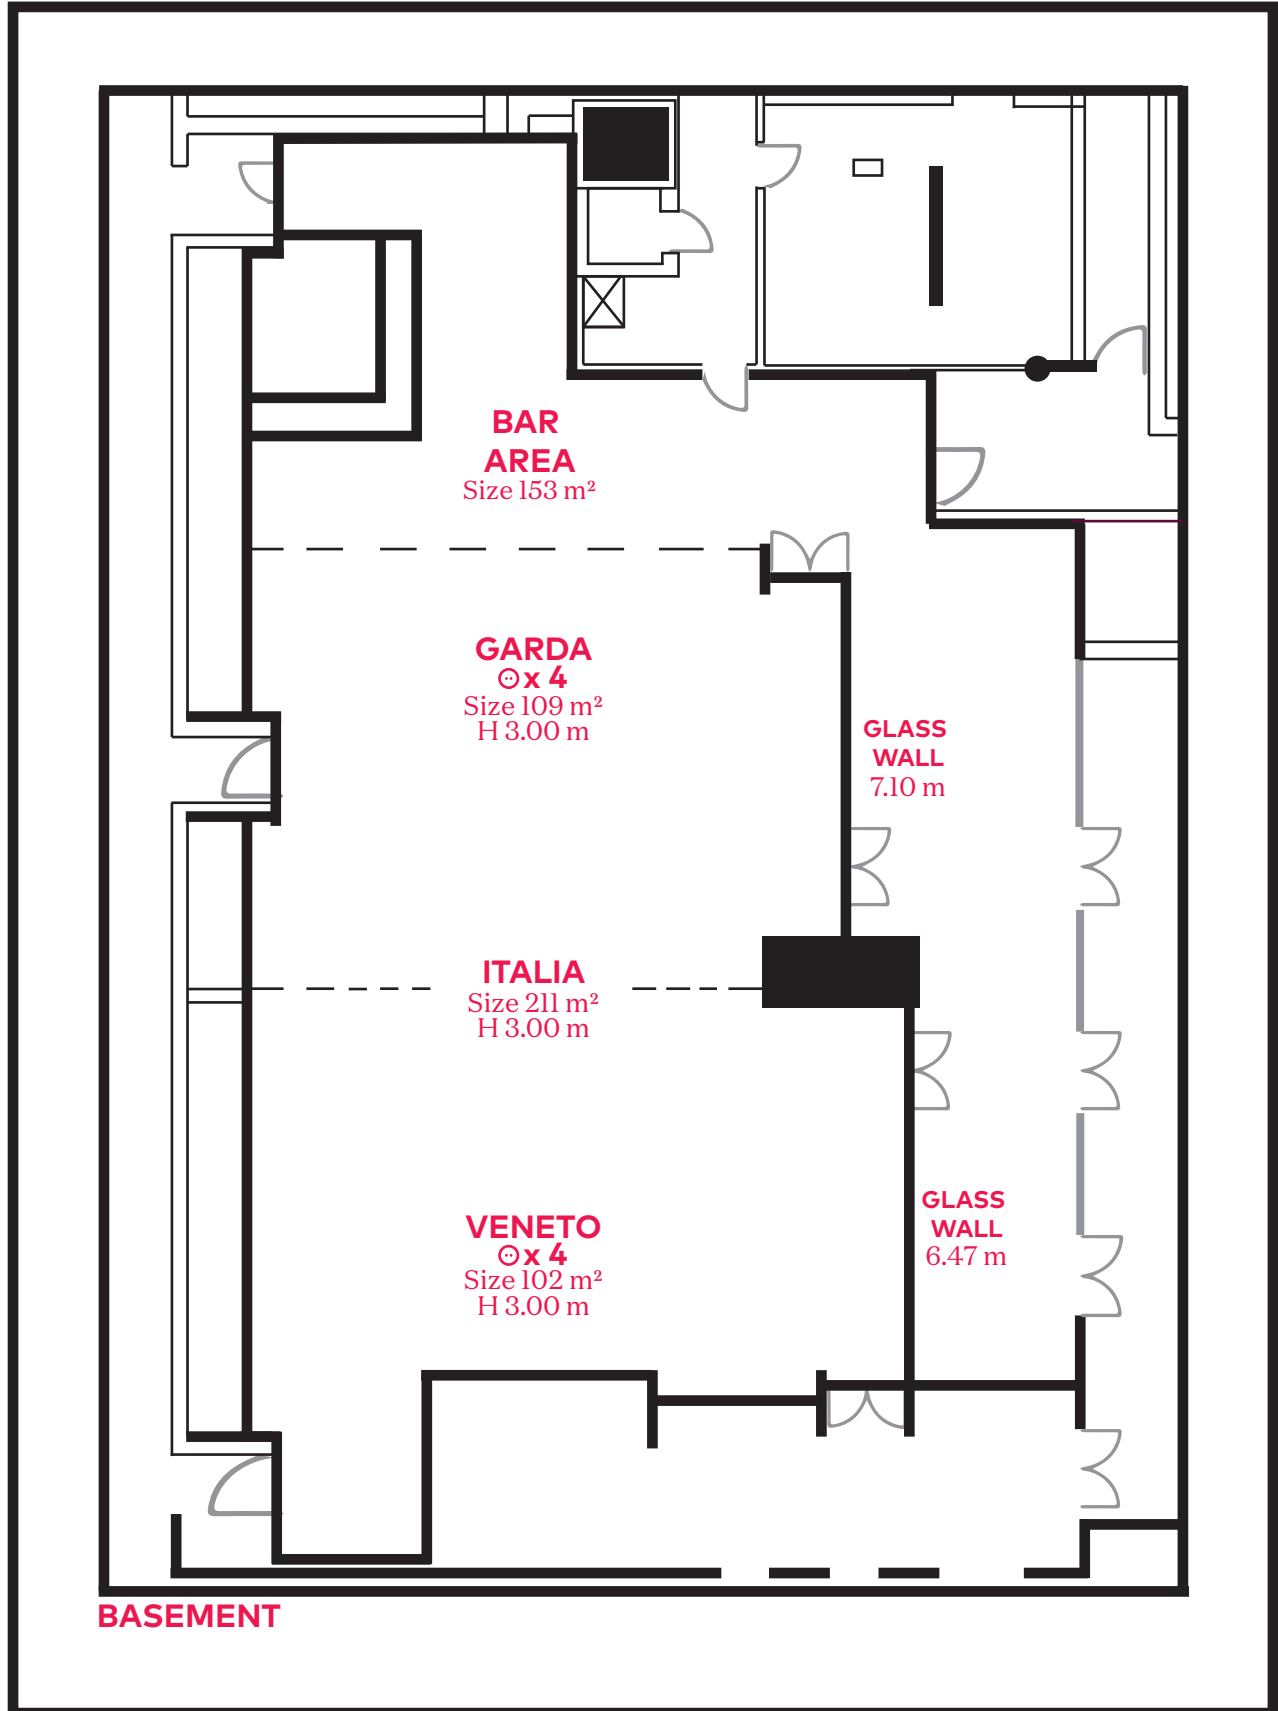 BAR
AREA
Size 153 m²
GARDA
x 4
Size 109 m²
H 3.00 m
GLASS
WALL
7.10 m
ITALIA
Size 211 m²
H 3.00 m
GLASS
WALL
6.47 m
VENETO
x 4
Size 102 m²
H 3.00 m
BASEMENT